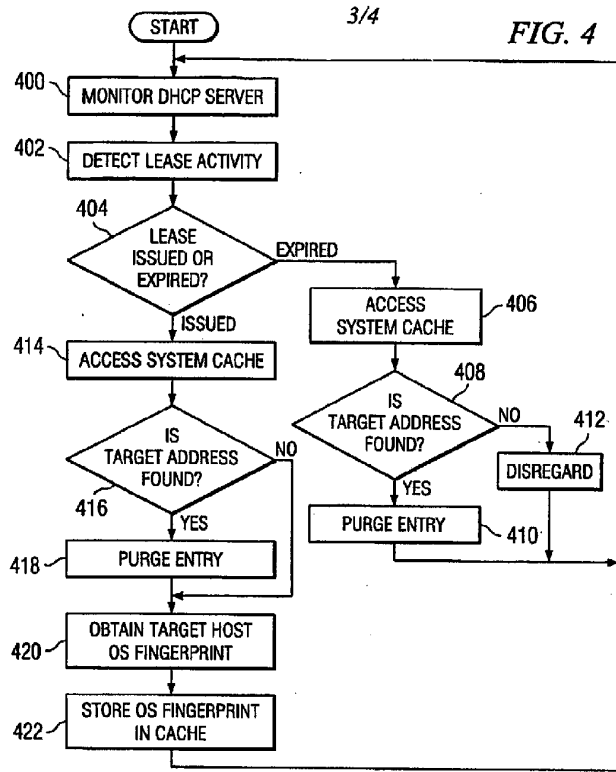 3/4
FIG. 4
START
400
MONITOR DHCP SERVER
402
DETECT LEASE ACTIVITY
404
LEASE
ISSUED OR
EXPIRED?
EXPIRED
ISSUED
ACCESS
SYSTEM CACHE
406
414
ACCESS SYSTEM CACHE
408
IS
TARGET ADDRESS
FOUND?
NO
412
DISREGARD
YES
PURGE ENTRY
410
IS
TARGET ADDRESS
FOUND?
NO
416
YES
418
PURGE ENTRY
420
OBTAIN TARGET HOST
OS FINGERPRINT
422
STORE OS FINGERPRINT
IN CACHE